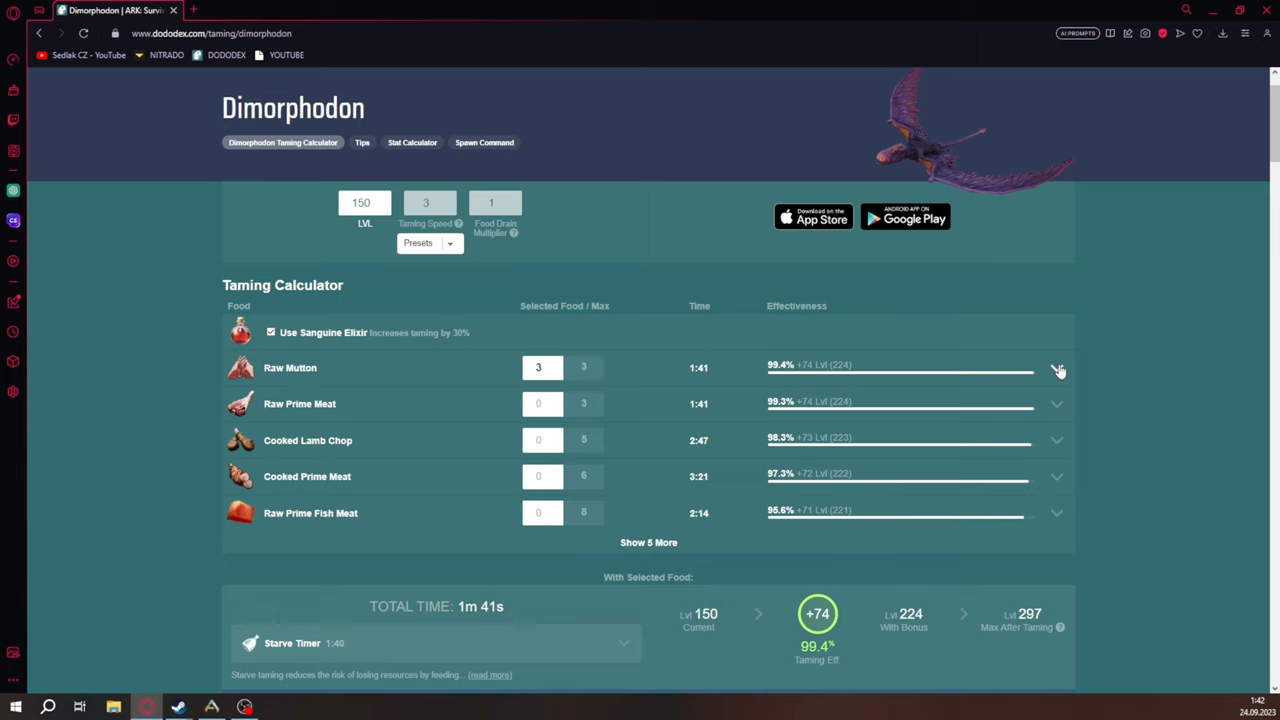 Dimorphodon | ARK: Survi
www.dododex.com/taming/dimorphodon
AI PROMPTS
Sedlak CZ - YouTube
NITRADO
DODODEX
YOUTUBE
Dimorphodon
Dimorphodon Taming Calculator
Tips
Stat Calculator
Spawn Command
150
3
1
LVL
Taming Speed ?
Food Drain
Multiplier ?
Presets
Download on the
App Store
ANDROID APP ON
Google Play
Taming Calculator
Food
Selected Food / Max
Time
Effectiveness
Use Sanguine Elixir Increases taming by 30%
Raw Mutton 3 3 1:41 99.4% +74 Lvl (224)
Raw Prime Meat 0 3 1:41 99.3% +74 Lvl (224)
Cooked Lamb Chop 0 5 2:47 98.3% +73 Lvl (223)
Cooked Prime Meat 0 6 3:21 97.3% +72 Lvl (222)
Raw Prime Fish Meat 0 8 2:14 95.6% +71 Lvl (221)
Show 5 More
With Selected Food:
TOTAL TIME: 1m 41s
Starve Timer 1:40
Starve taming reduces the risk of losing resources by feeding... (read more)
Lvl 150
Current
+74
99.4%
Taming Eff.
Lvl 224
With Bonus
Lvl 297
Max After Taming ?
CS
1:42
24.09.2023